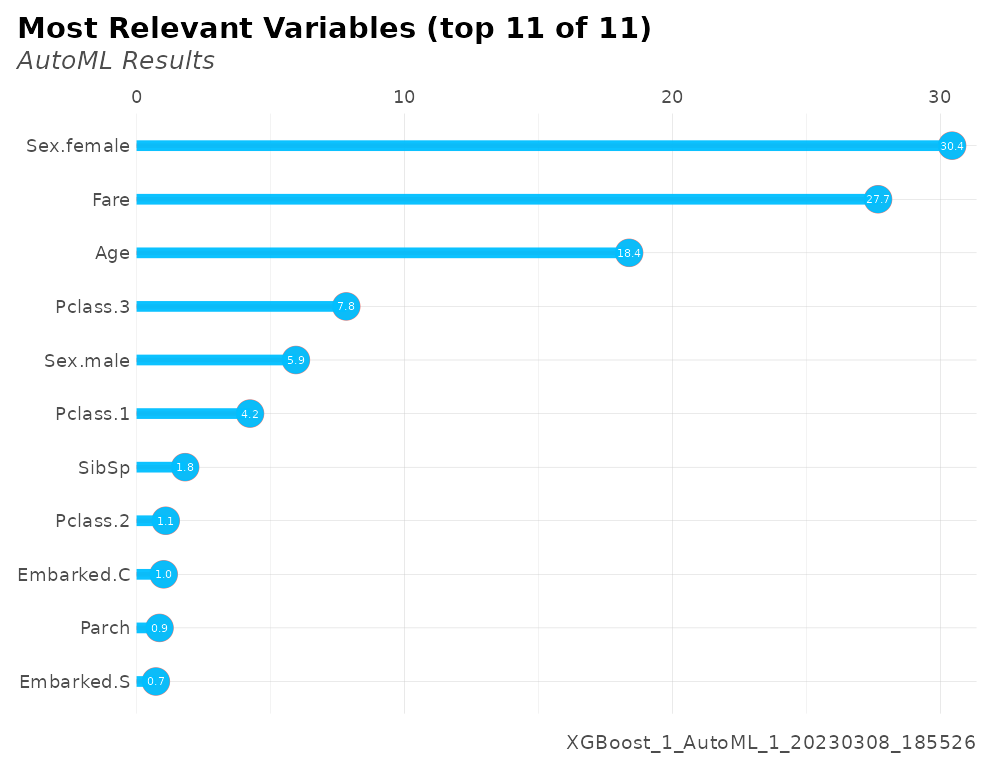 Most Relevant Variables (top 11 of 11)
AutoML Results
0 10 20 30
Sex.female 30.4
Fare 27.7
Age 18.4
Pclass.3 7.8
Sex.male 5.9
Pclass.1 4.2
SibSp 1.8
Pclass.2 1.1
Embarked.C 1.0
Parch 0.9
Embarked.S 0.7
XGBoost_1_AutoML_1_20230308_185526